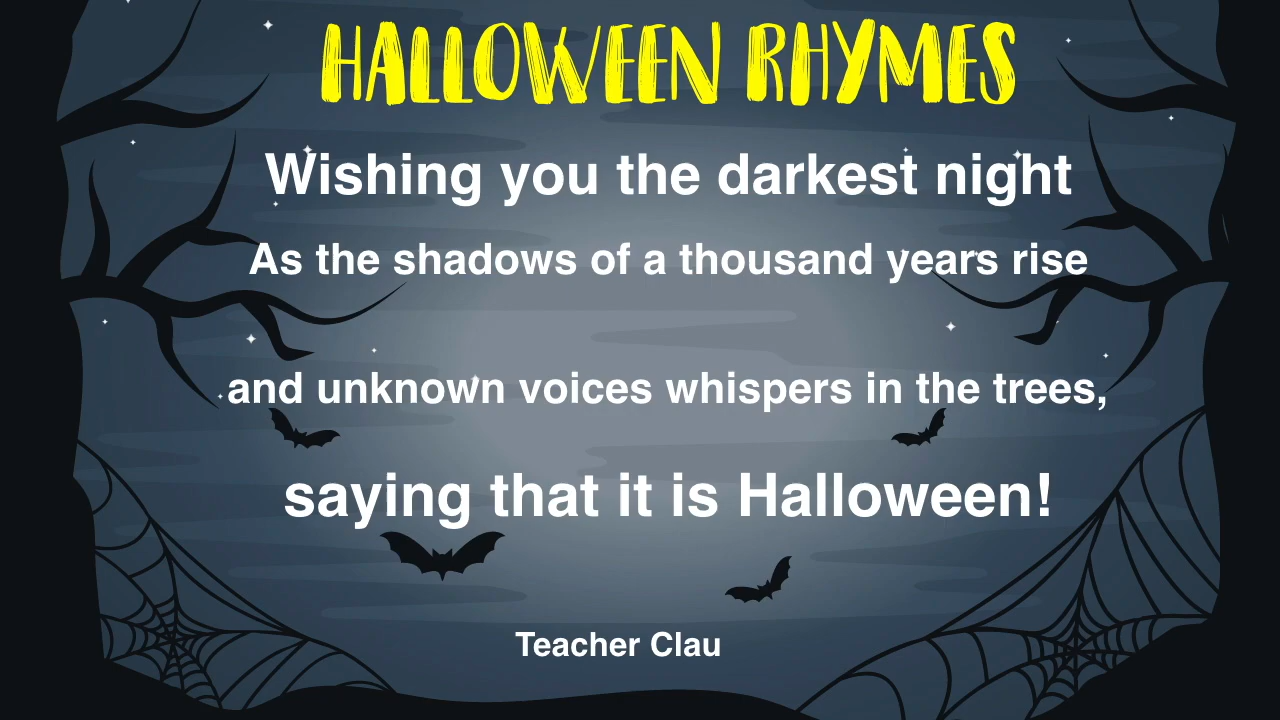 HALLOWEEN RHYMES
Wishing you the darkest night
As the shadows of a thousand years rise
and unknown voices whispers in the trees,
saying that it is Halloween!
Teacher Clau